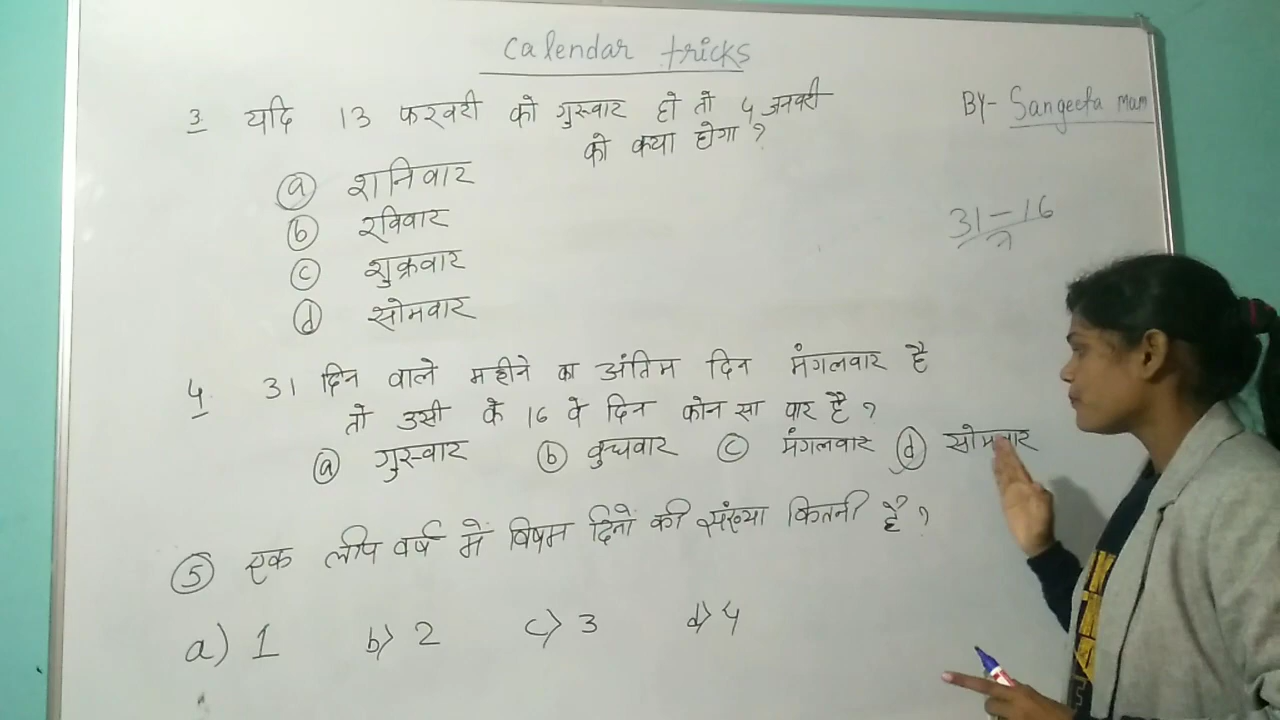 Calendar tricks
BY- Sangeeta mam
3 यदि 13 फरवरी को गुरुवार हो तो 4 जनवरी
को क्या होगा ?
(a) शनिवार
(b) रविवार
(c) शुक्रवार
(d) सोमवार
31-16
4 31 दिन वाले महीने का अंतिम दिन मंगलवार है
तो उसी के 16 वे दिन कोन सा वार है ?
(a) गुरुवार (b) बुधवार (c) मंगलवार (d) सोमवार
(5) एक लीप वर्ष में विषम दिनों की संख्या कितनी है ?
a) 1 b) 2 c) 3 d) 4